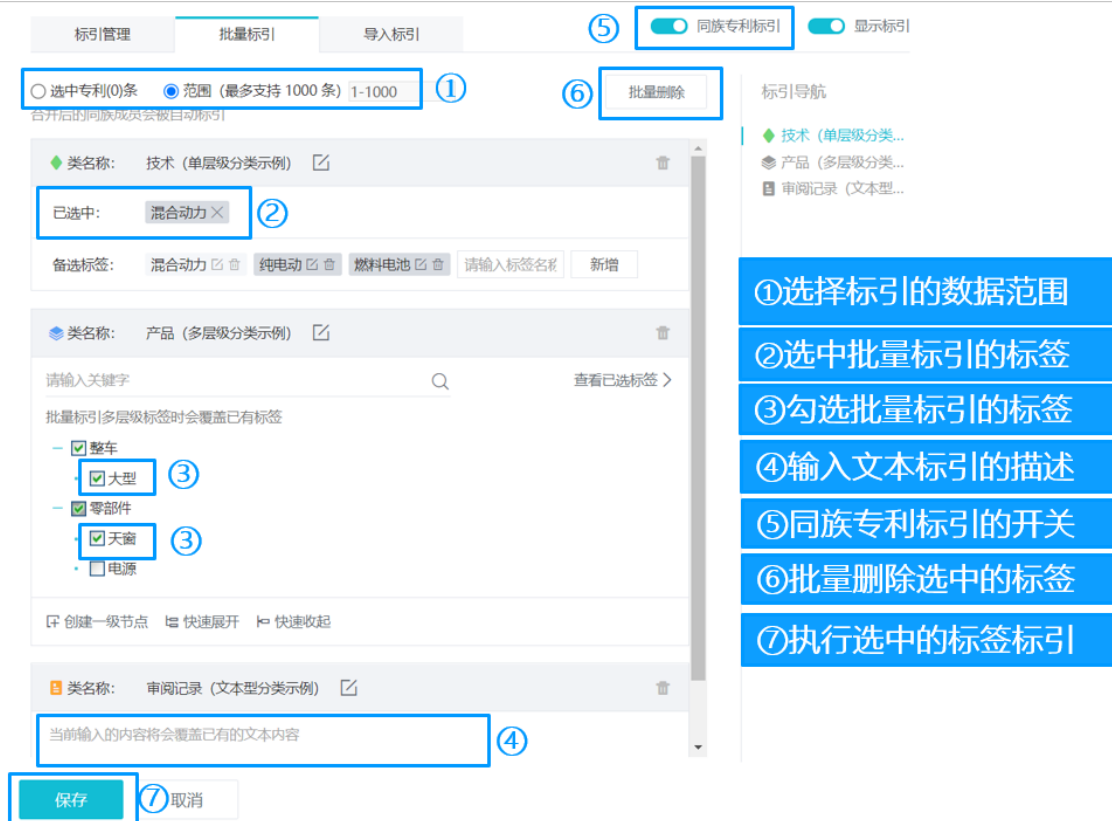 标引管理 批量标引 导入标引 ⑤ 同族专利标引 显示标引
选中专利(0)条 范围（最多支持 1000 条） 1-1000 ① ⑥ 批量删除 标引导航
合并后的同族成员会被自动标引
技术（单层级分类...
产品（多层级分类...
审阅记录（文本型...
类名称： 技术（单层级分类示例）
已选中： 混合动力 ②
备选标签： 混合动力 纯电动 燃料电池 请输入标签名称 新增
类名称： 产品（多层级分类示例）
请输入关键字 查看已选标签
批量标引多层级标签时会覆盖已有标签
整车
大型 ③
零部件
天窗 ③
电源
创建一级节点 快速展开 快速收起
类名称： 审阅记录（文本型分类示例）
当前输入的内容将会覆盖已有的文本内容 ④
保存 ⑦ 取消
①选择标引的数据范围
②选中批量标引的标签
③勾选批量标引的标签
④输入文本标引的描述
⑤同族专利标引的开关
⑥批量删除选中的标签
⑦执行选中的标签标引